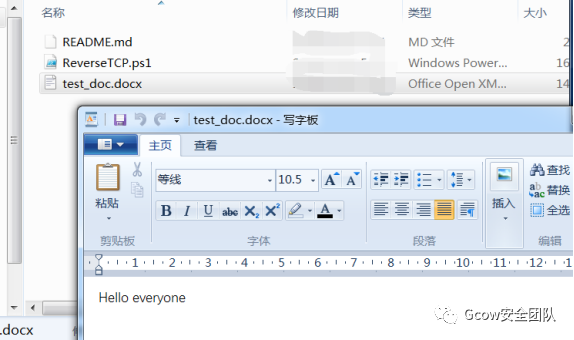 名称 修改日期 类型 大小
README.md MD 文件 2
ReverseTCP.ps1 Windows Power... 16
test_doc.docx Office Open XM... 14
test_doc.docx - 写字板
主页 查看
等线 10.5 A A
粘贴 B I U abc X₂ X² A 插入 查找
替换
全选
剪贴板 字体 段落 编辑
1 2 3 4 5 6 7 8 9 10 11 12
Hello everyone
Gcow安全团队
.docx